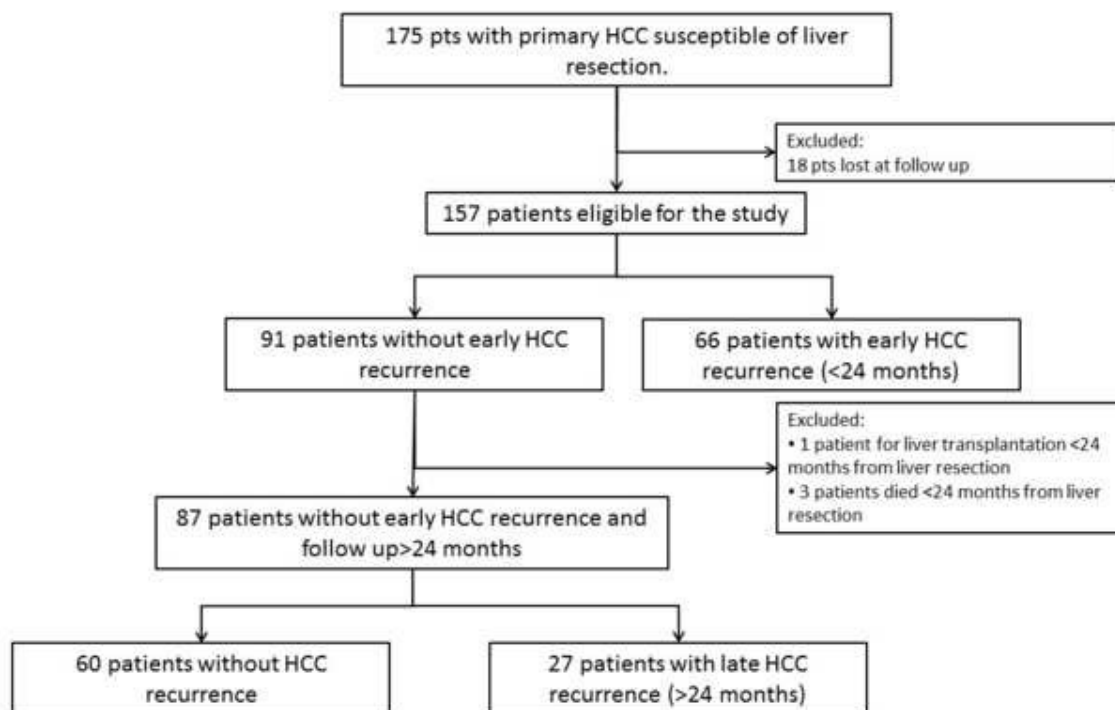 175 pts with primary HCC susceptible of liver
resection.
Excluded:
18 pts lost at follow up
157 patients eligible for the study
91 patients without early HCC
recurrence
66 patients with early HCC
recurrence (<24 months)
Excluded:
• 1 patient for liver transplantation <24
months from liver resection
• 3 patients died <24 months from liver
resection
87 patients without early HCC recurrence and
follow up>24 months
60 patients without HCC
recurrence
27 patients with late HCC
recurrence (>24 months)